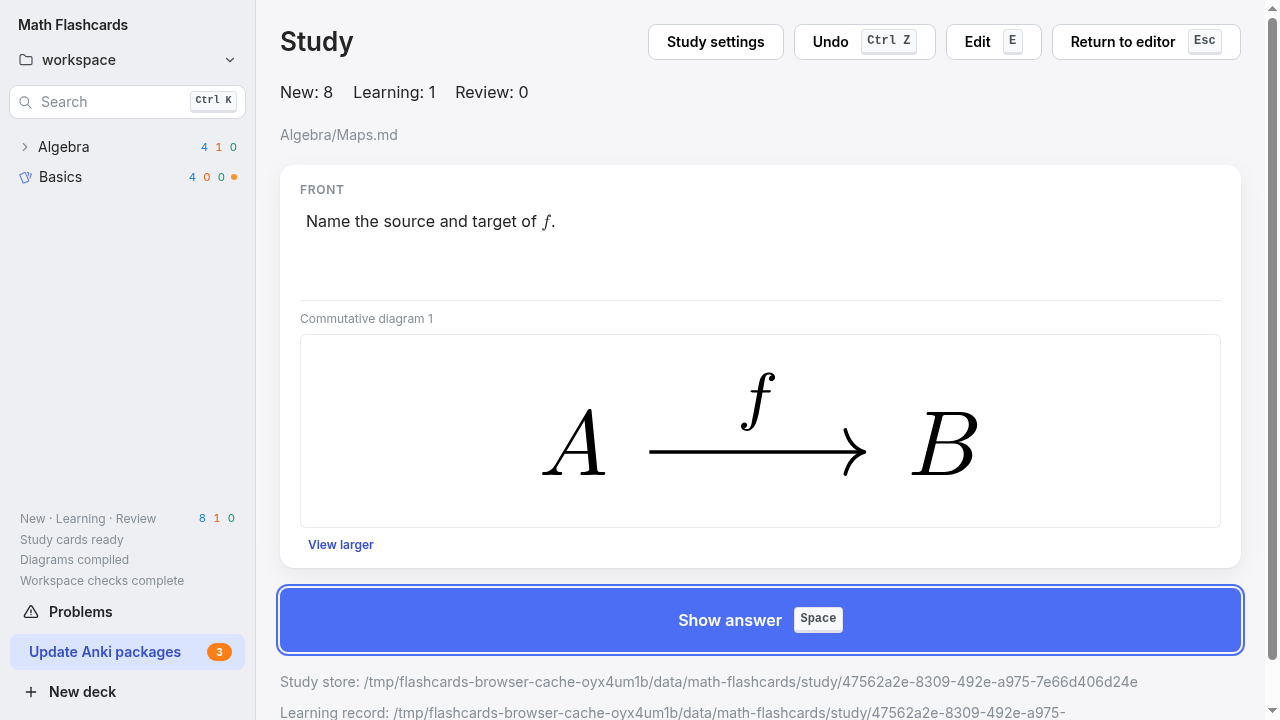 Math Flashcards
workspace
Search Ctrl K
Algebra 4 1 0
Basics 4 0 0
New · Learning · Review 8 1 0
Study cards ready
Diagrams compiled
Workspace checks complete
Problems
Update Anki packages 3
New deck
Study
Study settings
Undo Ctrl Z
Edit E
Return to editor Esc
New: 8 Learning: 1 Review: 0
Algebra/Maps.md
FRONT
Name the source and target of f.
Commutative diagram 1
f
A B
View larger
Show answer Space
Study store: /tmp/flashcards-browser-cache-oyx4um1b/data/math-flashcards/study/47562a2e-8309-492e-a975-7e66d406d24e
Learning record: /tmp/flashcards-browser-cache-oyx4um1b/data/math-flashcards/study/47562a2e-8309-492e-a975-